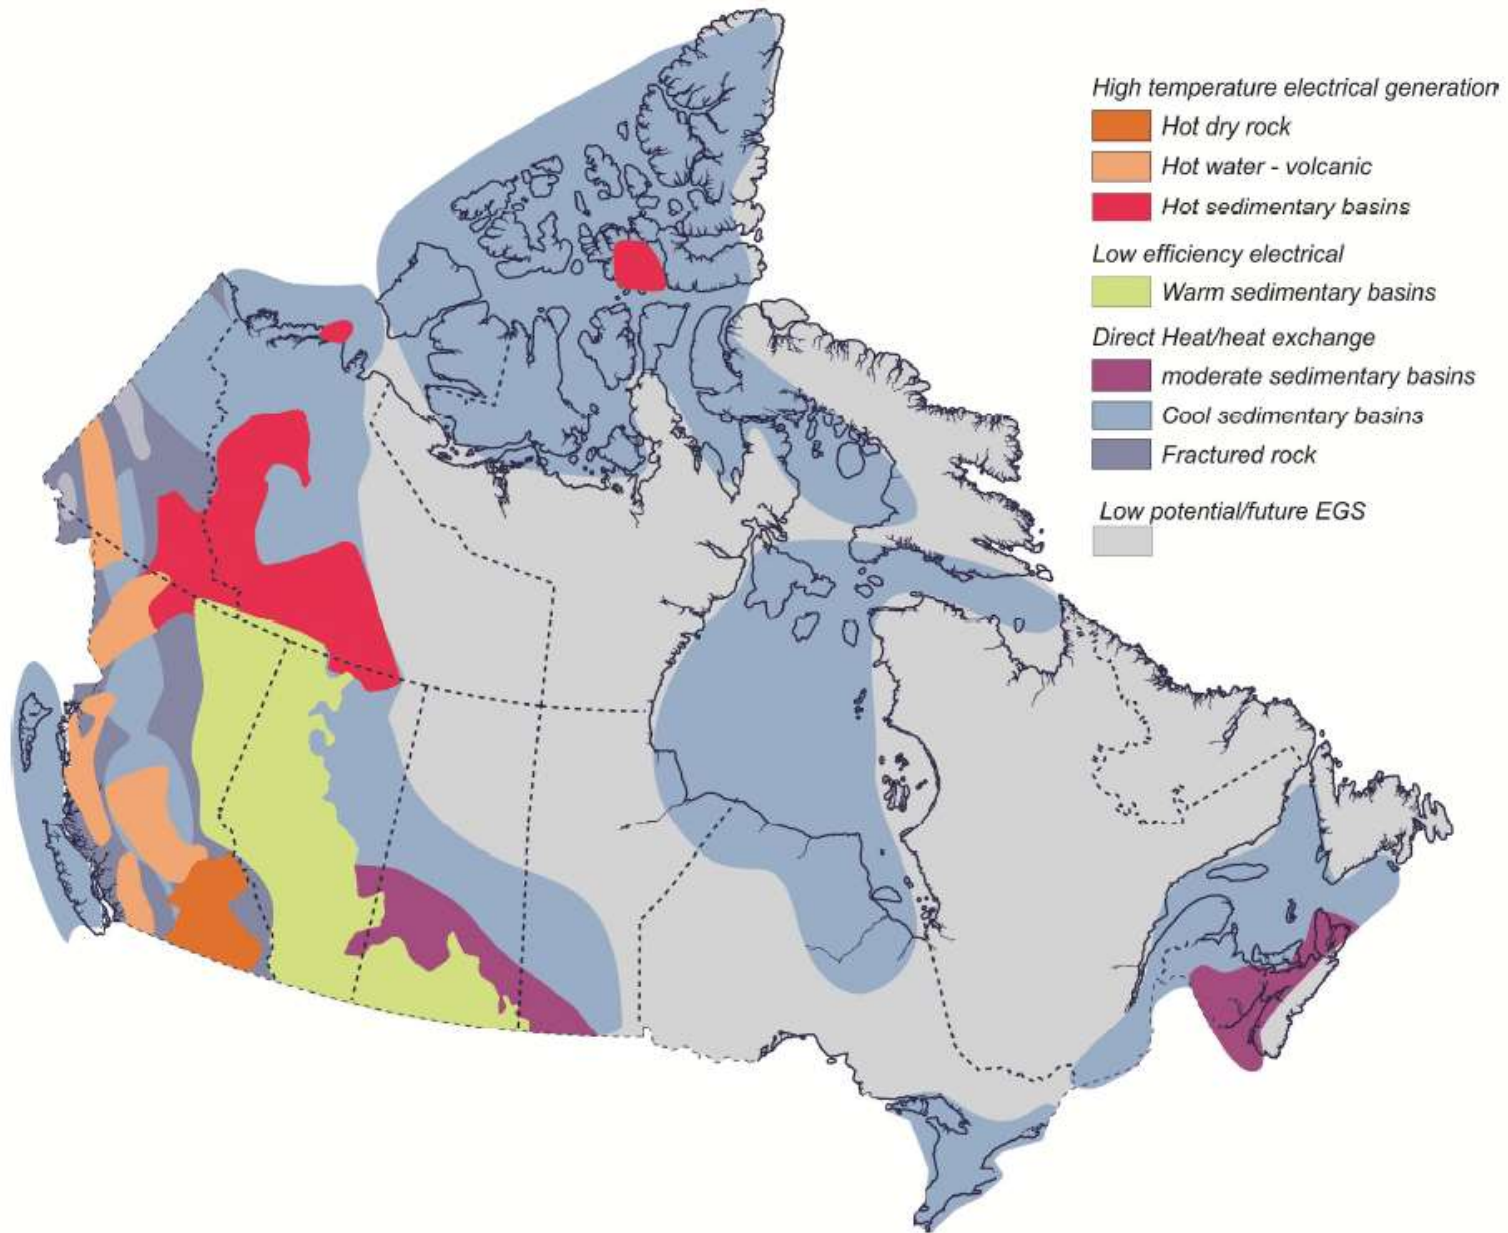 High temperature electrical generation
Hot dry rock
Hot water - volcanic
Hot sedimentary basins
Low efficiency electrical
Warm sedimentary basins
Direct Heat/heat exchange
moderate sedimentary basins
Cool sedimentary basins
Fractured rock
Low potential/future EGS